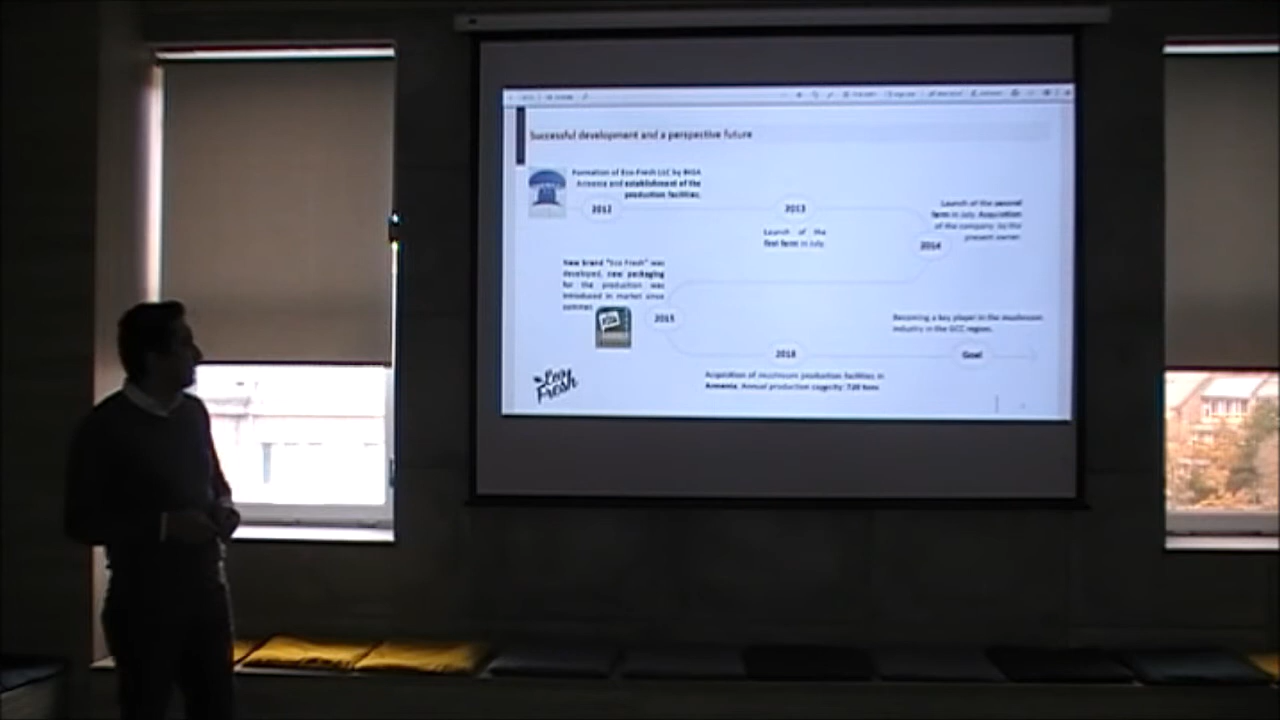 Successful development and a perspective future
Formation of Eco-Fresh LLC by
Armenia and establishment of the
production facilities.
2012
2013
Launch of the
first farm in July.
Launch of the second
farm in July. Acquisition
of the company to the
present owner.
2014
New brand "Eco Fresh" was
developed, new packaging
for the production was
introduced in market since
summer.
2015
2018
Acquisition of mushroom production facilities in
Armenia. Annual production capacity: 720 tons
Becoming a key player in the mushroom
industry in the GCC region.
Goal
Fresh